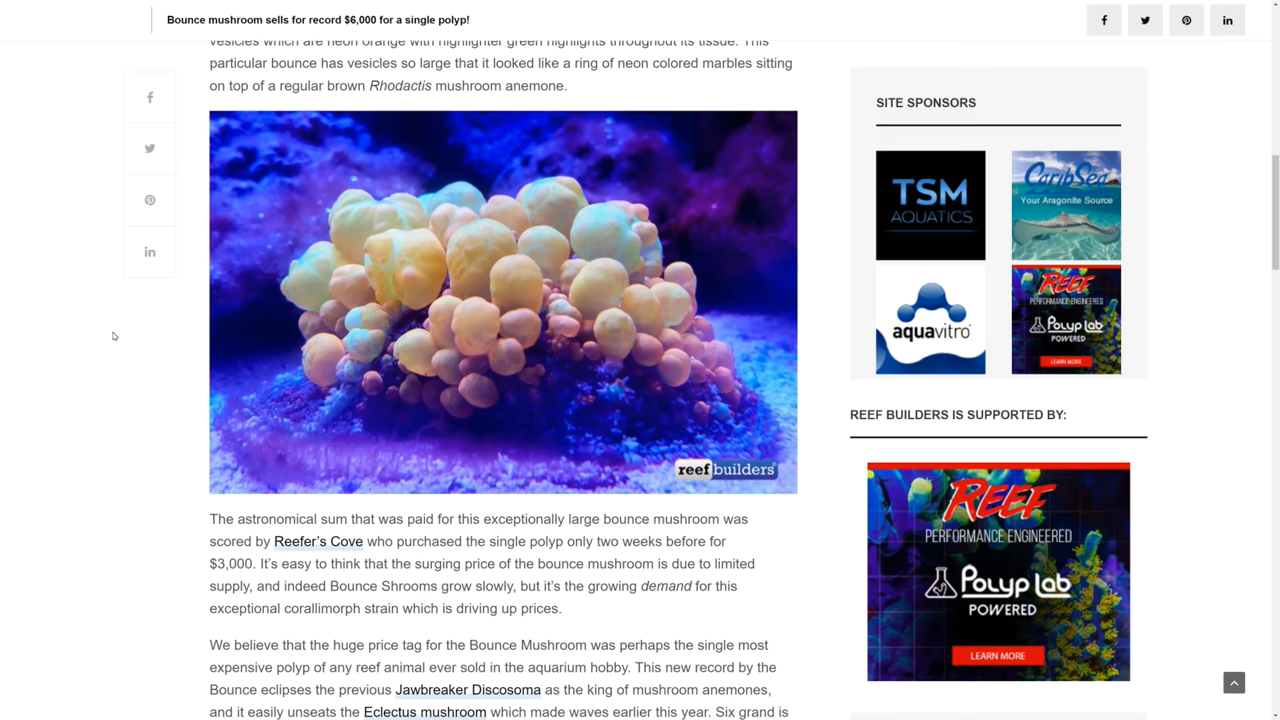 Bounce mushroom sells for record $6,000 for a single polyp!
vesicles which are neon orange with highlighter green highlights throughout its tissue. This
particular bounce has vesicles so large that it looked like a ring of neon colored marbles sitting
on top of a regular brown Rhodactis mushroom anemone.
reef builders
The astronomical sum that was paid for this exceptionally large bounce mushroom was
scored by Reefer's Cove who purchased the single polyp only two weeks before for
$3,000. It's easy to think that the surging price of the bounce mushroom is due to limited
supply, and indeed Bounce Shrooms grow slowly, but it's the growing demand for this
exceptional corallimorph strain which is driving up prices.
We believe that the huge price tag for the Bounce Mushroom was perhaps the single most
expensive polyp of any reef animal ever sold in the aquarium hobby. This new record by the
Bounce eclipses the previous Jawbreaker Discosoma as the king of mushroom anemones,
and it easily unseats the Eclectus mushroom which made waves earlier this year. Six grand is
SITE SPONSORS
TSM
AQUATICS
CaribSea
Your Aragonite Source
aquavitro
REEF
PERFORMANCE ENGINEERED
Polyp lab
POWERED
LEARN MORE
REEF BUILDERS IS SUPPORTED BY:
REEF
PERFORMANCE ENGINEERED
Polyp lab
POWERED
LEARN MORE